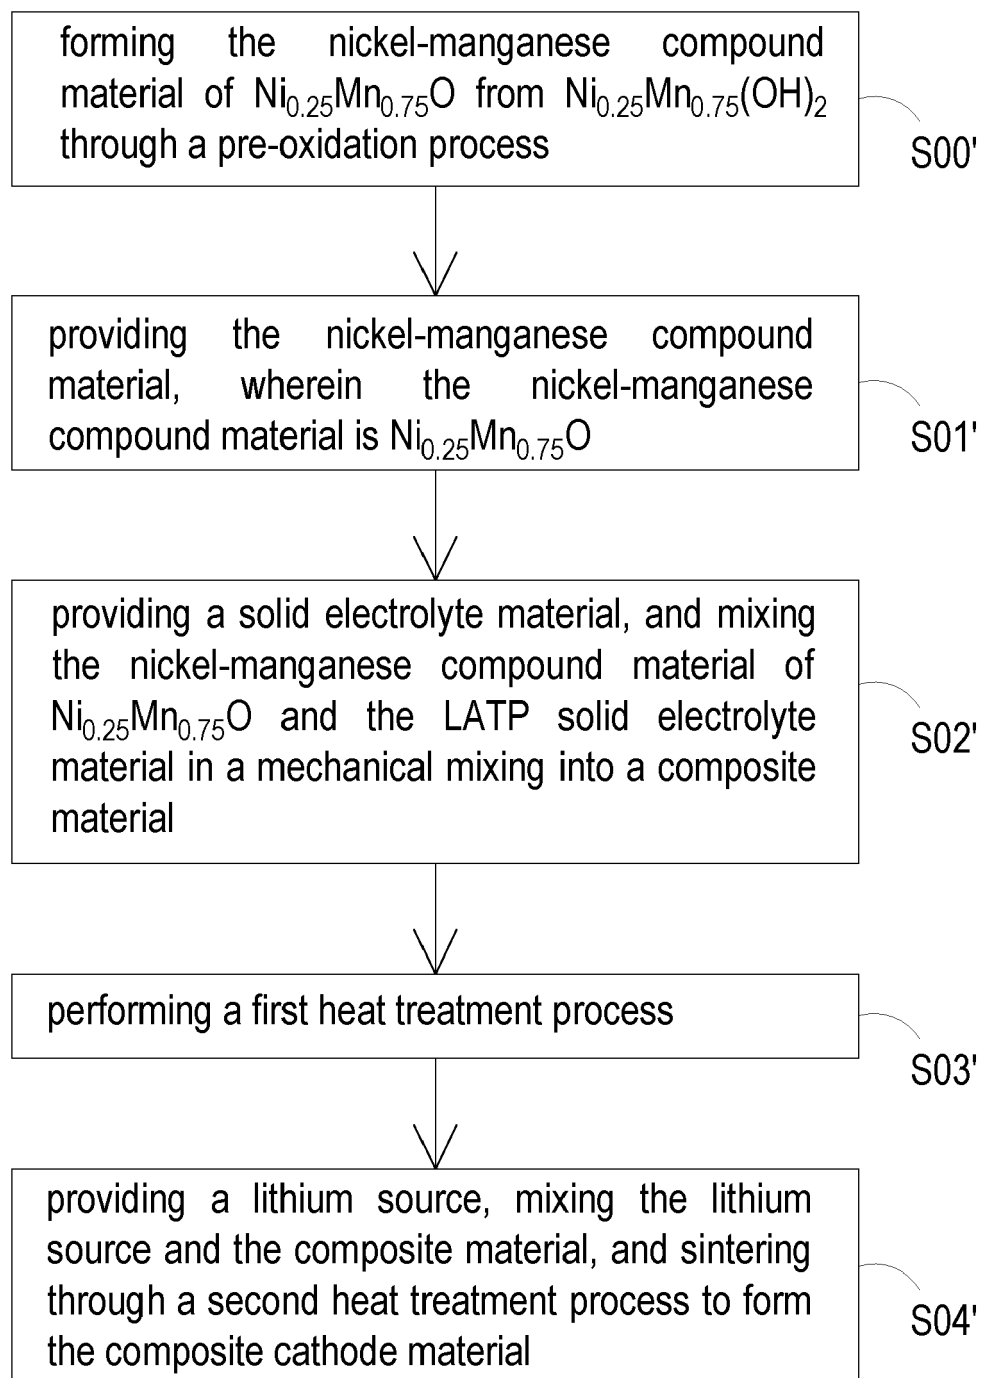 forming the nickel-manganese compound
material of Ni₀.₂₅Mn₀.₇₅O from Ni₀.₂₅Mn₀.₇₅(OH)₂
through a pre-oxidation process
S00'
providing the nickel-manganese compound
material, wherein the nickel-manganese
compound material is Ni₀.₂₅Mn₀.₇₅O
S01'
providing a solid electrolyte material, and mixing
the nickel-manganese compound material of
Ni₀.₂₅Mn₀.₇₅O and the LATP solid electrolyte
material in a mechanical mixing into a composite
material
S02'
performing a first heat treatment process
S03'
providing a lithium source, mixing the lithium
source and the composite material, and sintering
through a second heat treatment process to form
the composite cathode material
S04'